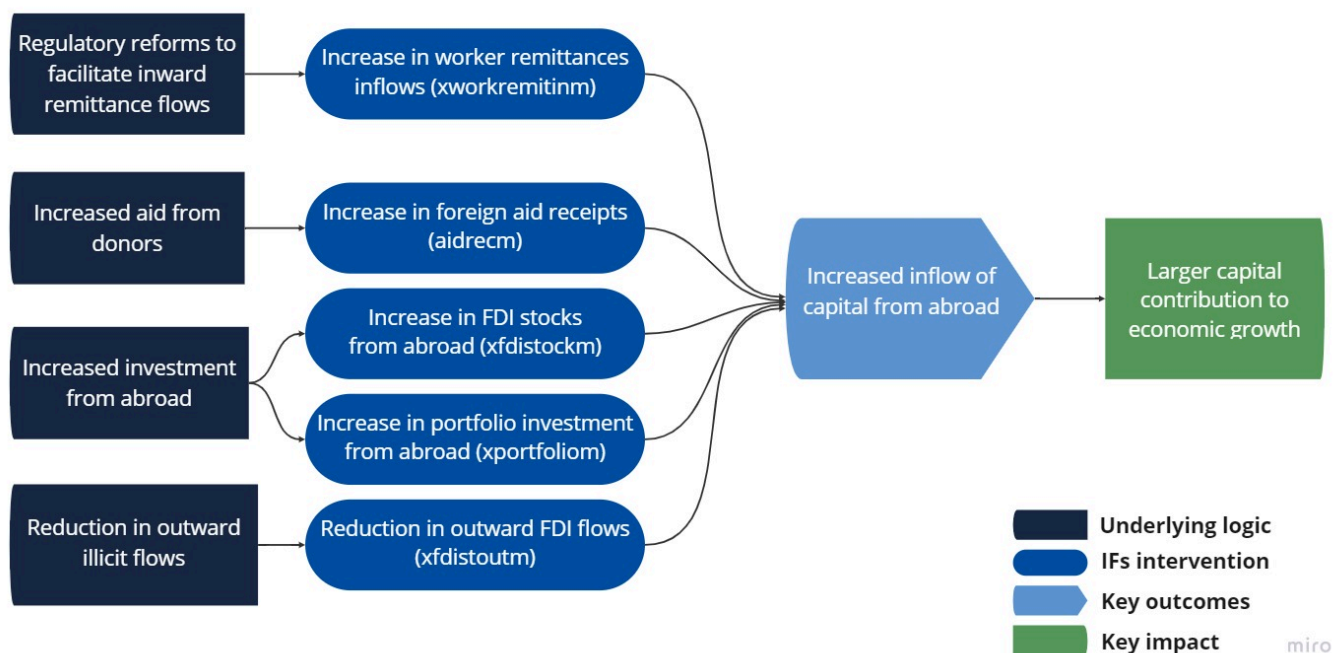 Regulatory reforms to
facilitate inward
remittance flows
Increase in worker remittances
inflows (xworkremitinm)
Increased aid from
donors
Increase in foreign aid receipts
(aidrecm)
Increased investment
from abroad
Increase in FDI stocks
from abroad (xfdistockm)
Increase in portfolio investment
from abroad (xportfoliom)
Reduction in outward
illicit flows
Reduction in outward FDI flows
(xfdistoutm)
Increased inflow of
capital from abroad
Larger capital
contribution to
economic growth
Underlying logic
IFs intervention
Key outcomes
Key impact
miro